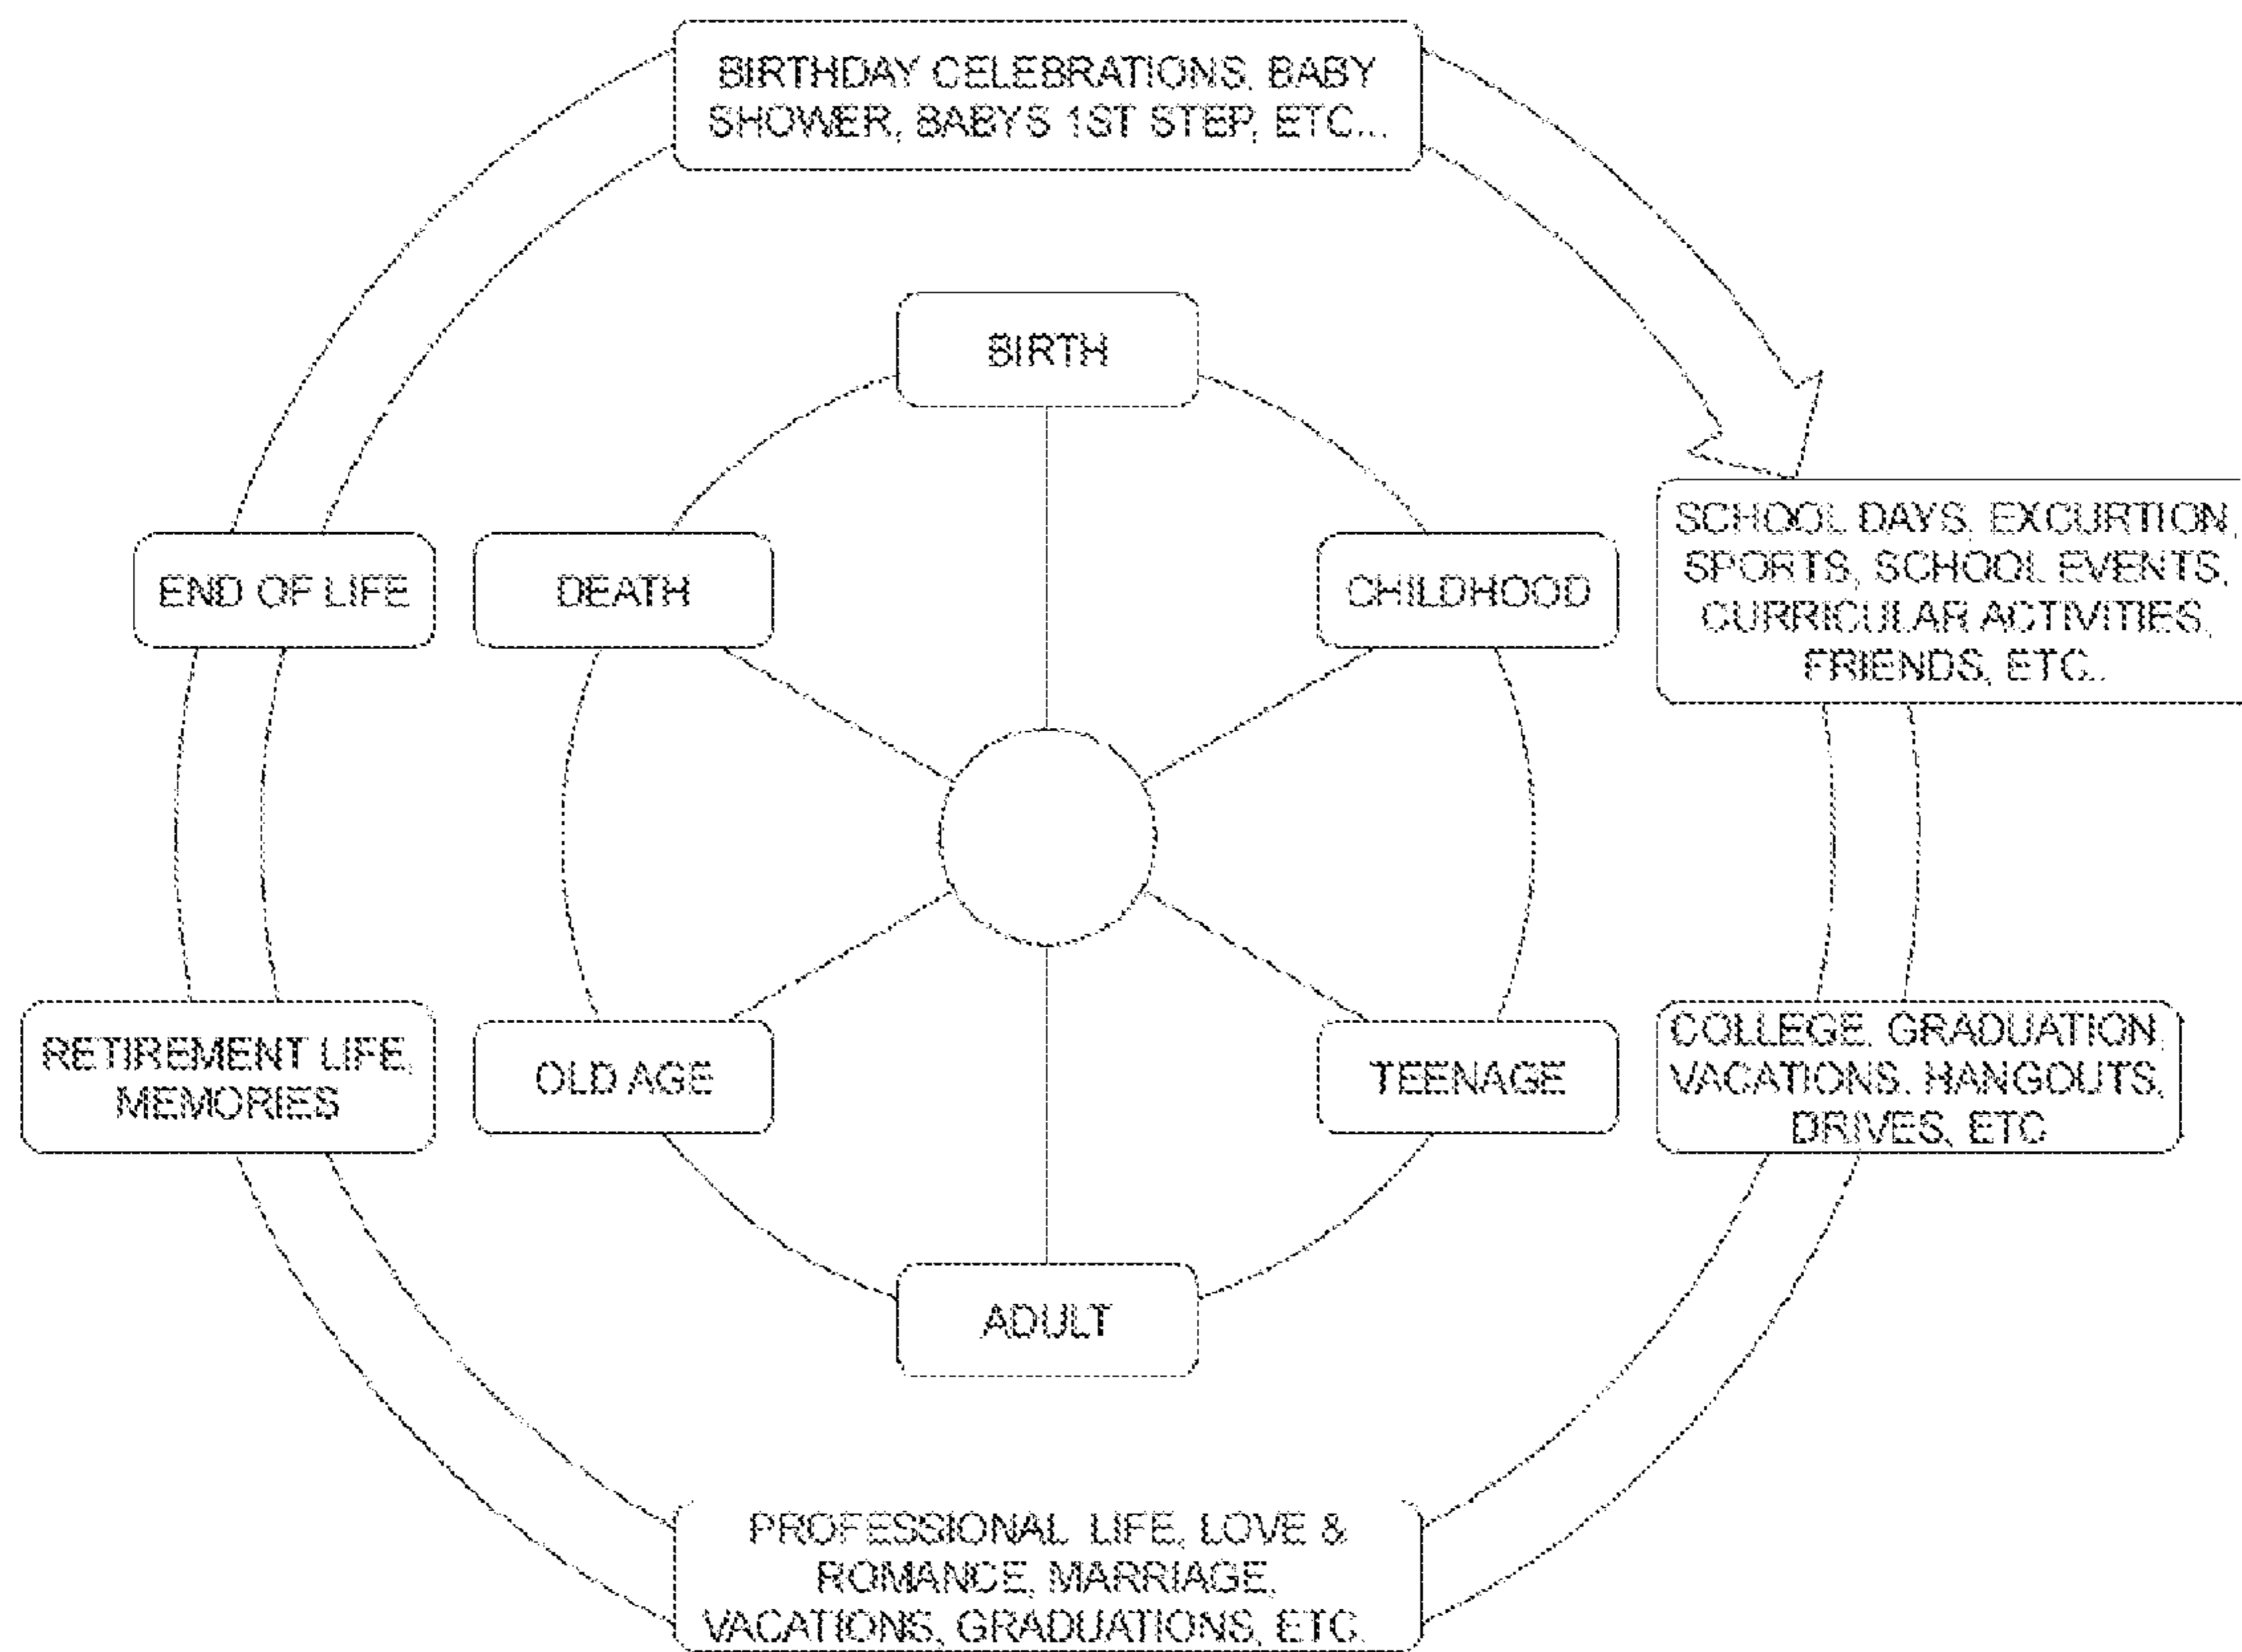 BIRTHDAY CELEBRATIONS, BABY
SHOWER, BABYS 1ST STEP, ETC...
BIRTH
END OF LIFE
DEATH
CHILDHOOD
SCHOOL DAYS, EXCURTION,
SPORTS, SCHOOL EVENTS,
CURRICULAR ACTIVITIES,
FRIENDS, ETC..
RETIREMENT LIFE,
MEMORIES
OLD AGE
TEENAGE
COLLEGE, GRADUATION,
VACATIONS, HANGOUTS,
DRIVES, ETC
ADULT
PROFESSIONAL LIFE, LOVE &
ROMANCE, MARRIAGE,
VACATIONS, GRADUATIONS, ETC.